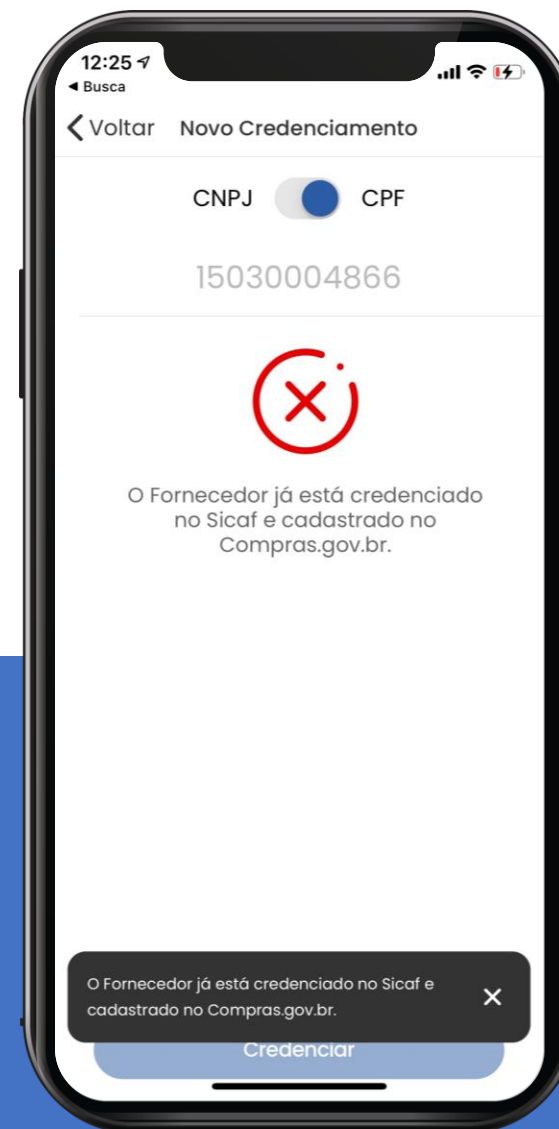 12:25
◀ Busca
Voltar Novo Credenciamento
CNPJ CPF
15030004866
O Fornecedor já está credenciado
no Sicaf e cadastrado no
Compras.gov.br.
O Fornecedor já está credenciado no Sicaf e
cadastrado no Compras.gov.br.
Credenciar